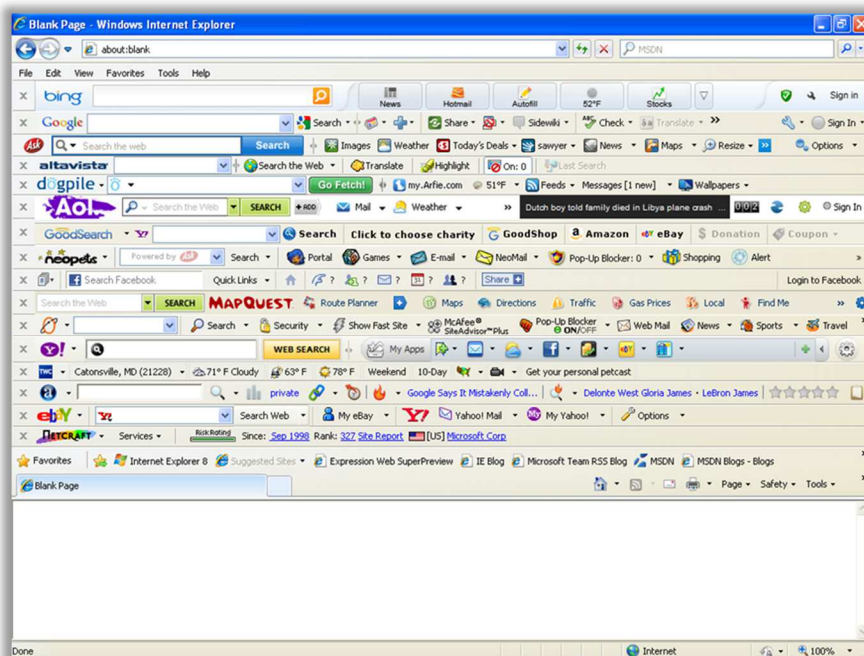 Blank Page - Windows Internet Explorer
about:blank MSDN
File Edit View Favorites Tools Help
x bing News Hotmail Autofill 52°F Stocks Sign in
x Google Search Share Sidewiki Check Translate » Sign In
Ask Search the web Search Images Weather Today's Deals sawyer News Maps Resize » Options
x altavista Search the Web Translate Highlight On: 0 Last Search
x dogpile Go Fetch! my.Arfie.com 51°F Feeds Messages [1 new] Wallpapers
x Aol. Search the Web SEARCH + ADD Mail Weather » Dutch boy told family died in Libya plane crash ... 002 Sign In
x GoodSearch Y! Search Click to choose charity GoodShop Amazon eBay Donation Coupon
x neopets Powered by Ask Search Portal Games E-mail NeoMail Pop-Up Blocker: 0 Shopping Alert »
x Search Facebook Quick Links ? ? ? ? ? Share Login to Facebook
x Search the Web SEARCH MAPQUEST Route Planner Maps Directions Traffic Gas Prices Local Find Me »
x Search Security Show Fast Site McAfee® SiteAdvisor™Plus Pop-Up Blocker ON/OFF Web Mail News Sports Travel
x Y! WEB SEARCH My Apps
x TWC Catonsville, MD (21228) 71° F Cloudy 63° F 78° F Weekend 10-Day Get your personal petcast
x private Google Says It Mistakenly Coll... Delonte West Gloria James • LeBron James
x ebY Y! Search Web My eBay Y! Yahoo! Mail My Yahoo! Options
x NETCRAFT Services Risk Rating Since: Sep 1998 Rank: 327 Site Report [US] Microsoft Corp
Favorites Internet Explorer 8 Suggested Sites Expression Web SuperPreview IE Blog Microsoft Team RSS Blog MSDN MSDN Blogs - Blogs
Blank Page Page Safety Tools
Done Internet 100%